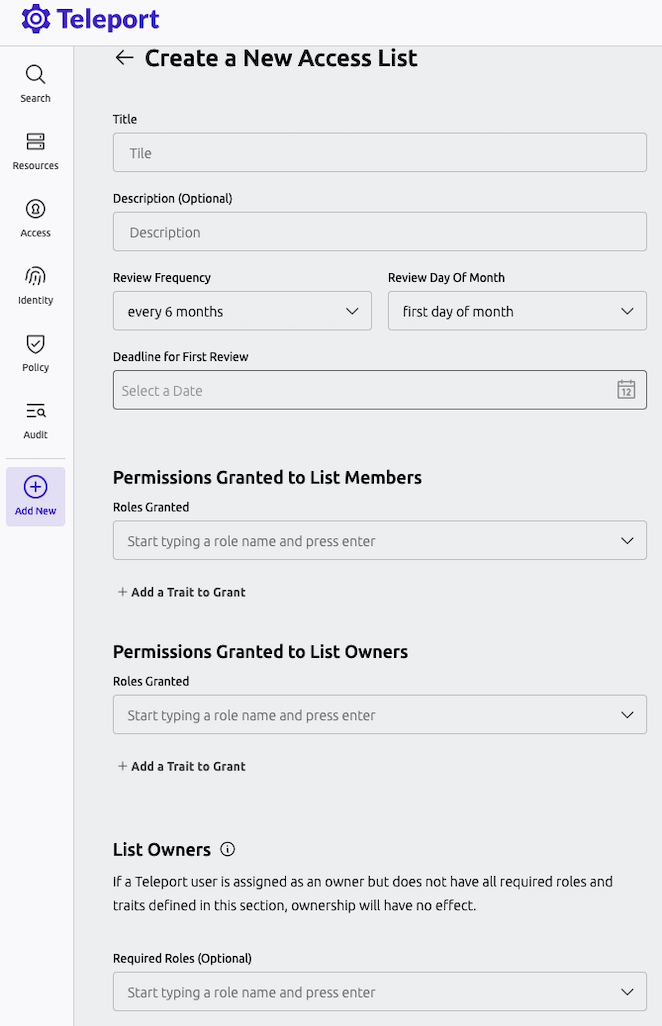 Teleport
Create a New Access List
Search
Resources
Access
Identity
Policy
Audit
Add New
Title
Tile
Description (Optional)
Description
Review Frequency
Review Day Of Month
every 6 months
first day of month
Deadline for First Review
Select a Date
12
Permissions Granted to List Members
Roles Granted
Start typing a role name and press enter
+ Add a Trait to Grant
Permissions Granted to List Owners
Roles Granted
Start typing a role name and press enter
+ Add a Trait to Grant
List Owners
If a Teleport user is assigned as an owner but does not have all required roles and
traits defined in this section, ownership will have no effect.
Required Roles (Optional)
Start typing a role name and press enter